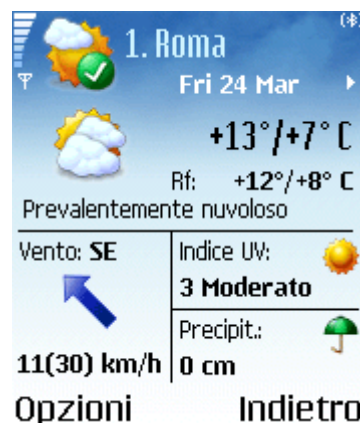 1. Roma
Fri 24 Mar
+13°/+7° C
Rf: +12°/+8° C
Prevalentemente nuvoloso
Vento: SE
11(30) km/h
Indice UV:
3 Moderato
Precipit.:
0 cm
Opzioni Indietro